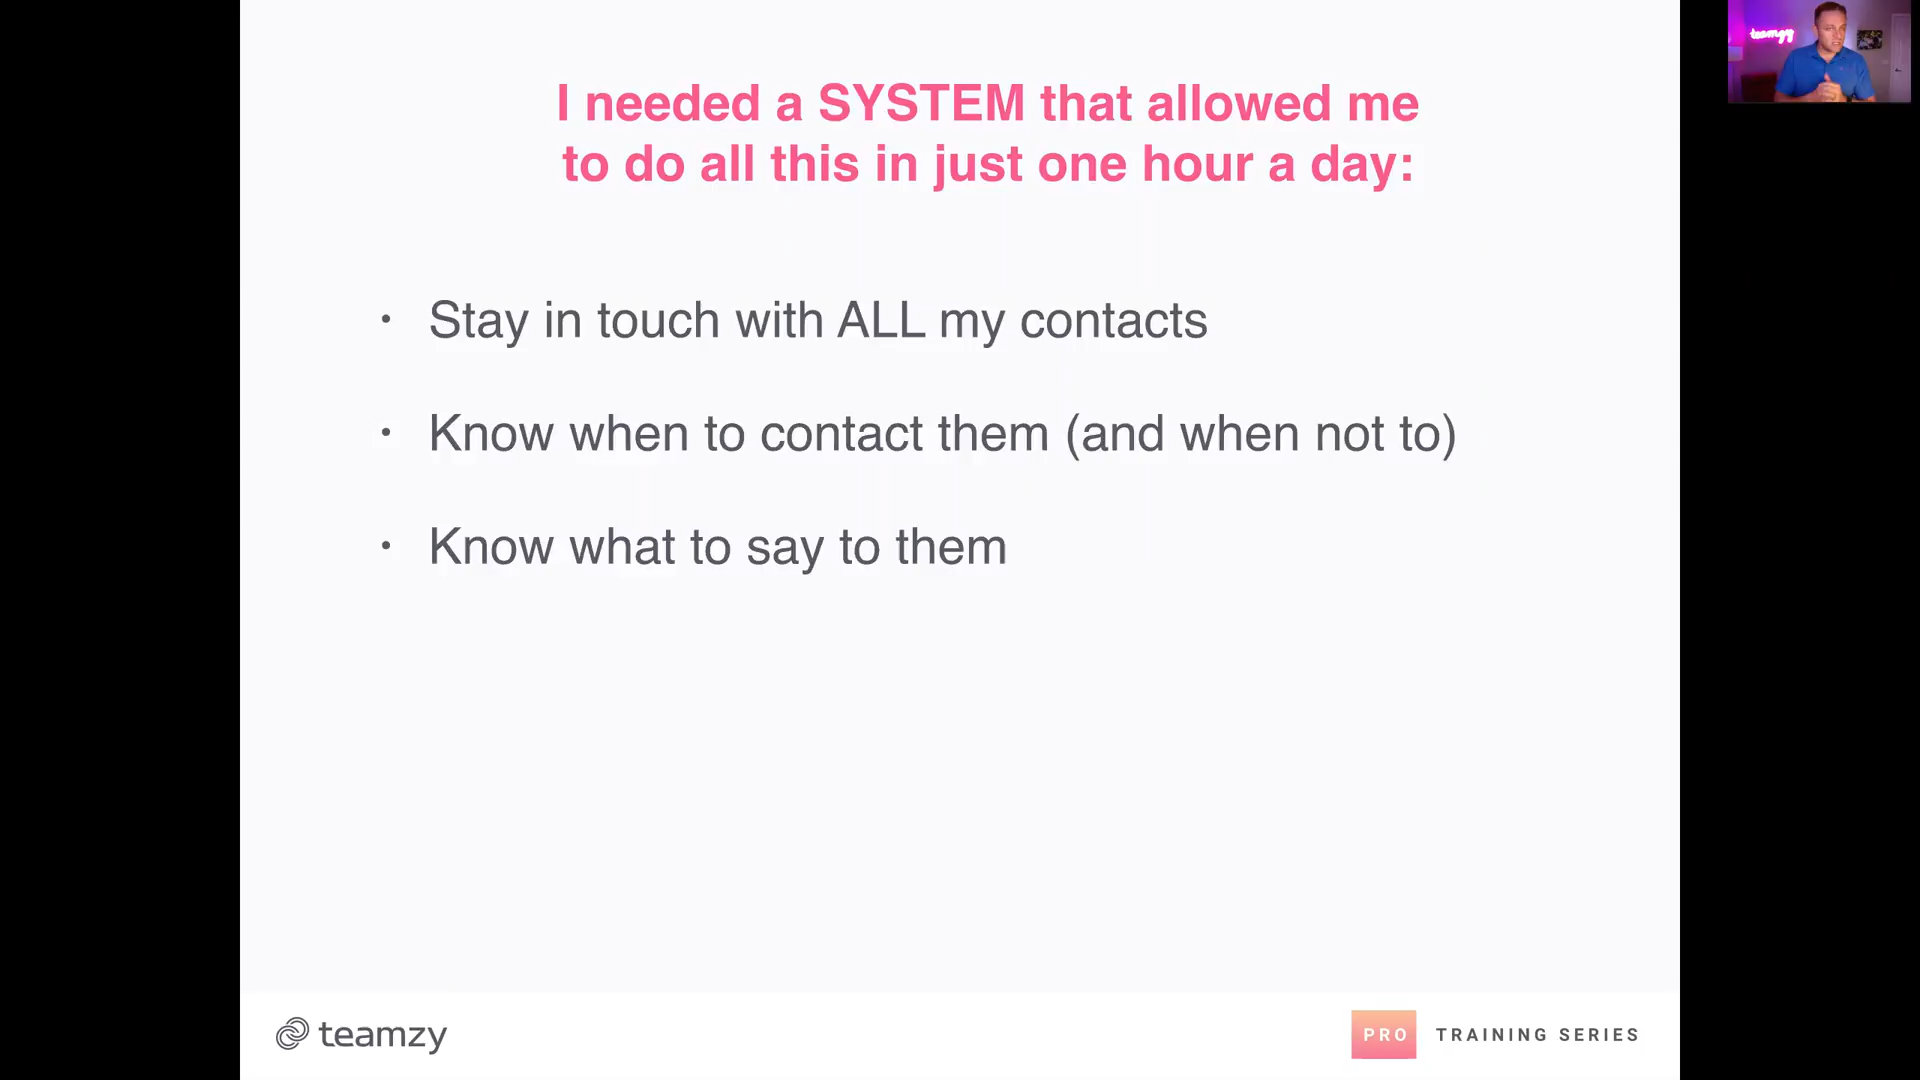 teamzy
I needed a SYSTEM that allowed me
to do all this in just one hour a day:
• Stay in touch with ALL my contacts
• Know when to contact them (and when not to)
• Know what to say to them
teamzy
PRO TRAINING SERIES